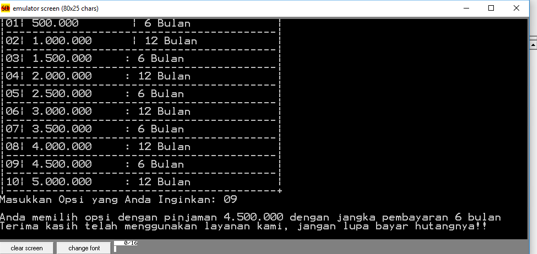 emulator screen (80x25 chars)
|01| 500.000 | 6 Bulan |
|02| 1.000.000 | 12 Bulan |
|03| 1.500.000 : 6 Bulan |
|04| 2.000.000 : 12 Bulan |
|05| 2.500.000 : 6 Bulan |
|06| 3.000.000 : 12 Bulan |
|07| 3.500.000 : 6 Bulan |
|08| 4.000.000 : 12 Bulan |
|09| 4.500.000 : 6 Bulan |
|10| 5.000.000 : 12 Bulan |
Masukkan Opsi yang Anda Inginkan: 09
Anda memilih opsi dengan pinjaman 4.500.000 dengan jangka pembayaran 6 bulan
Terima kasih telah menggunakan layanan kami, jangan lupa bayar hutangnya!!
clear screen change font 0/16